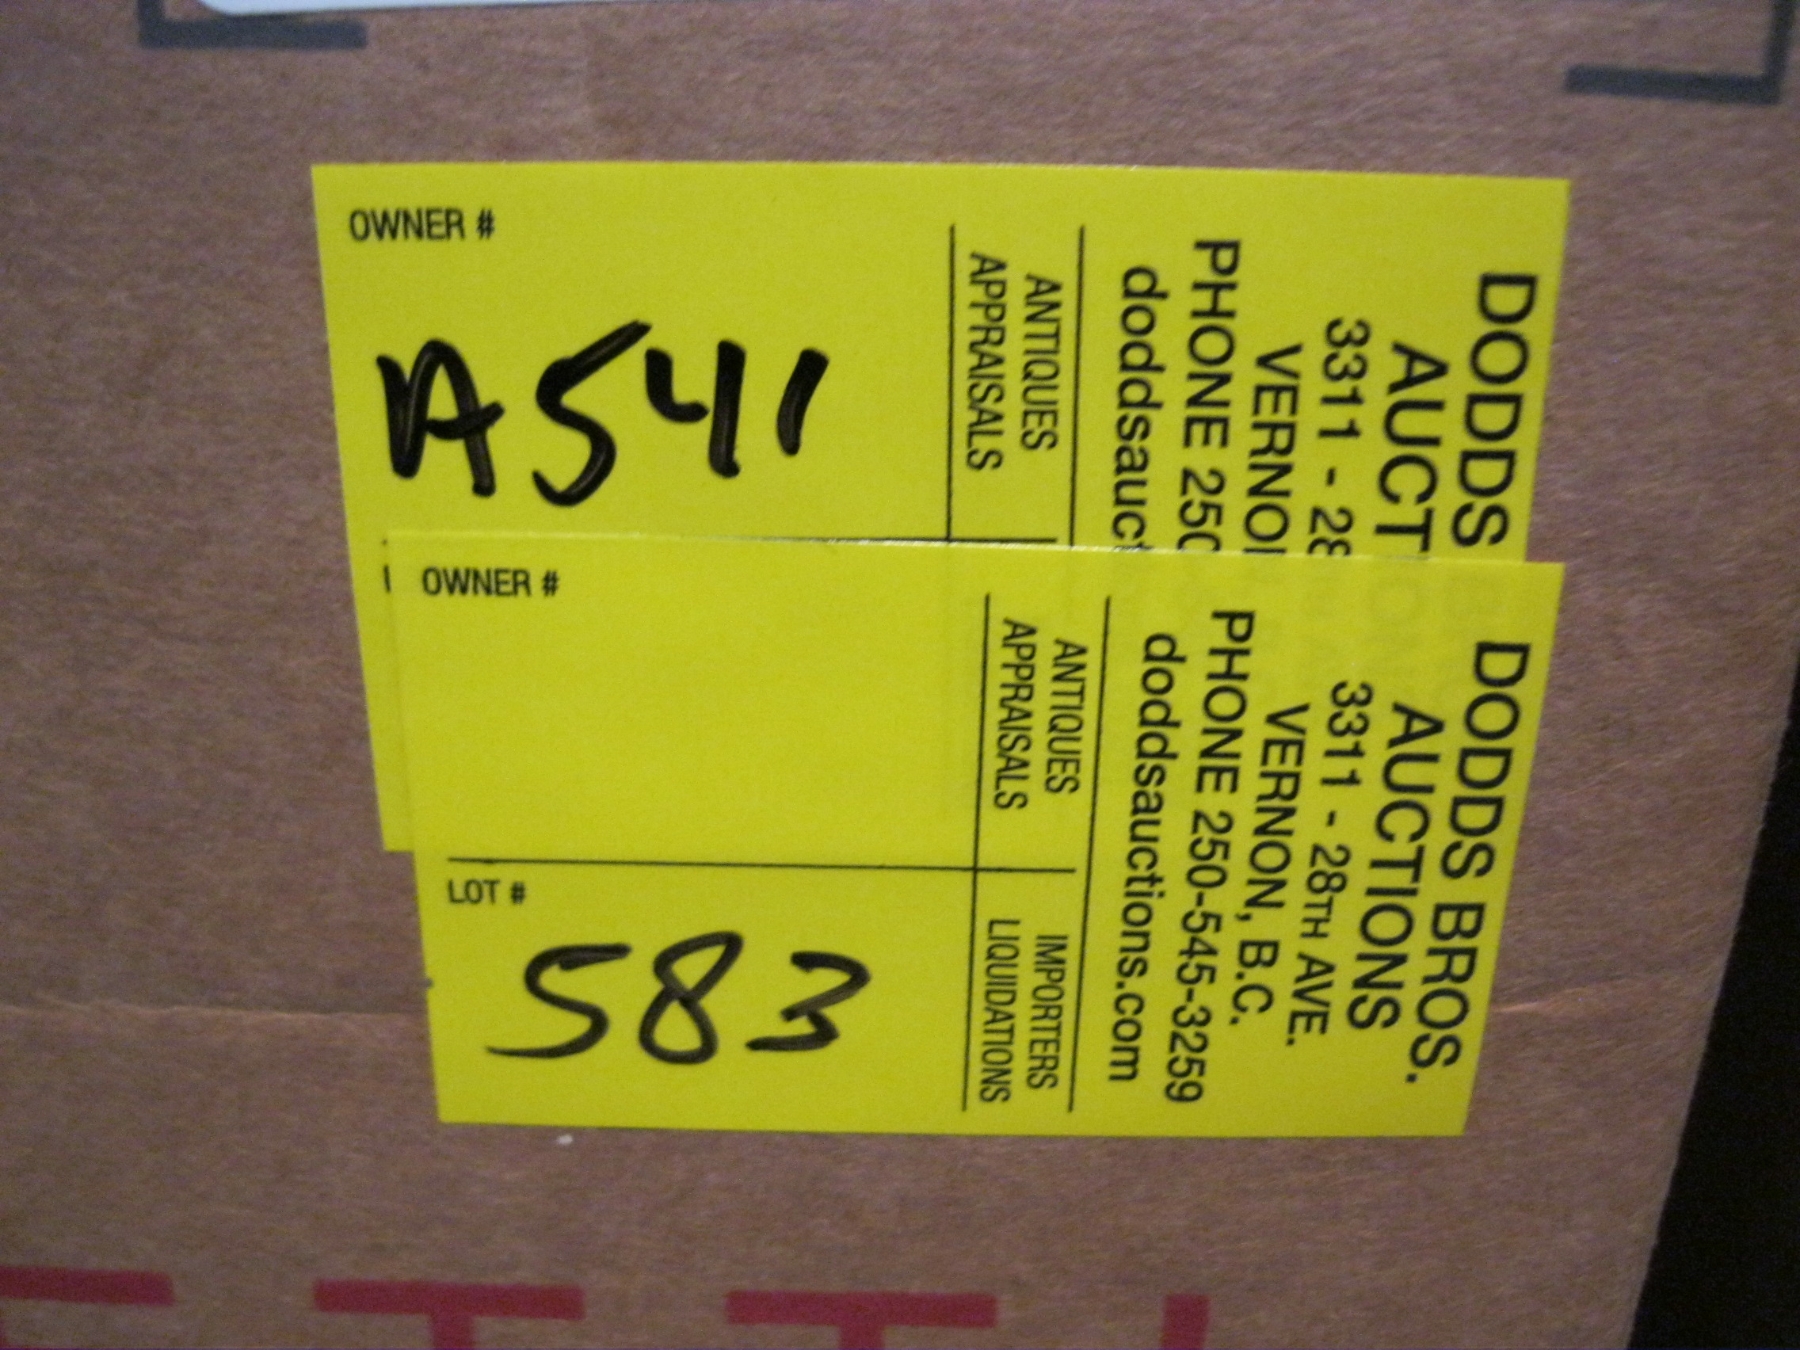 OWNER #
A541
ANTIQUES
APPRAISALS
DODDS
AUCT
3311 - 28
VERNO
PHONE 250
doddsauct
OWNER #
LOT #
583
ANTIQUES IMPORTERS
APPRAISALS LIQUIDATIONS
DODDS BROS.
AUCTIONS
3311 - 28TH AVE.
VERNON, B.C.
PHONE 250-545-3259
doddsauctions.com